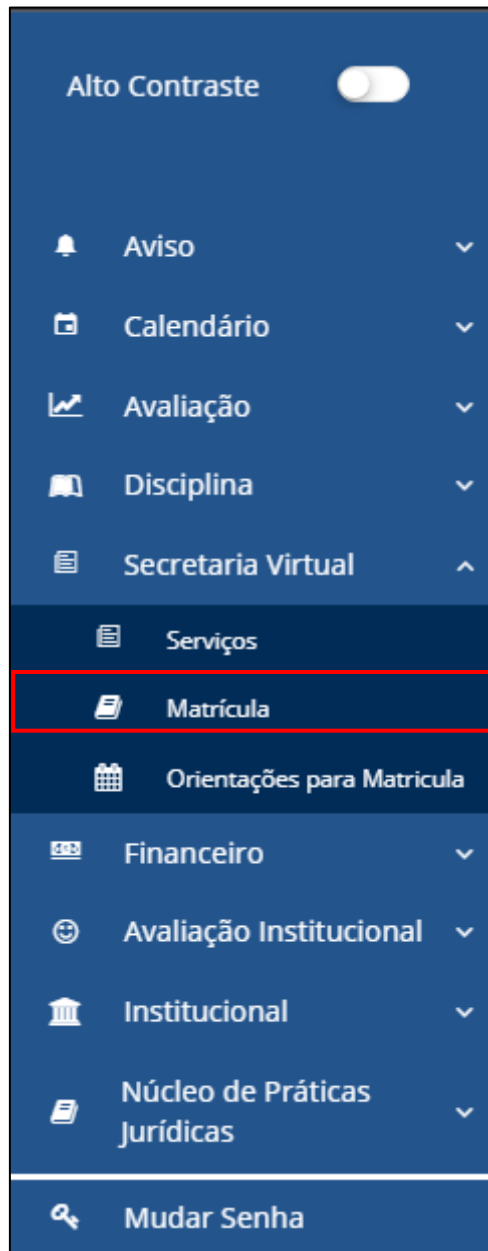 Alto Contraste
Aviso
Calendário
Avaliação
Disciplina
Secretaria Virtual
Serviços
Matrícula
Orientações para Matricula
Financeiro
Avaliação Institucional
Institucional
Núcleo de Práticas
Jurídicas
Mudar Senha